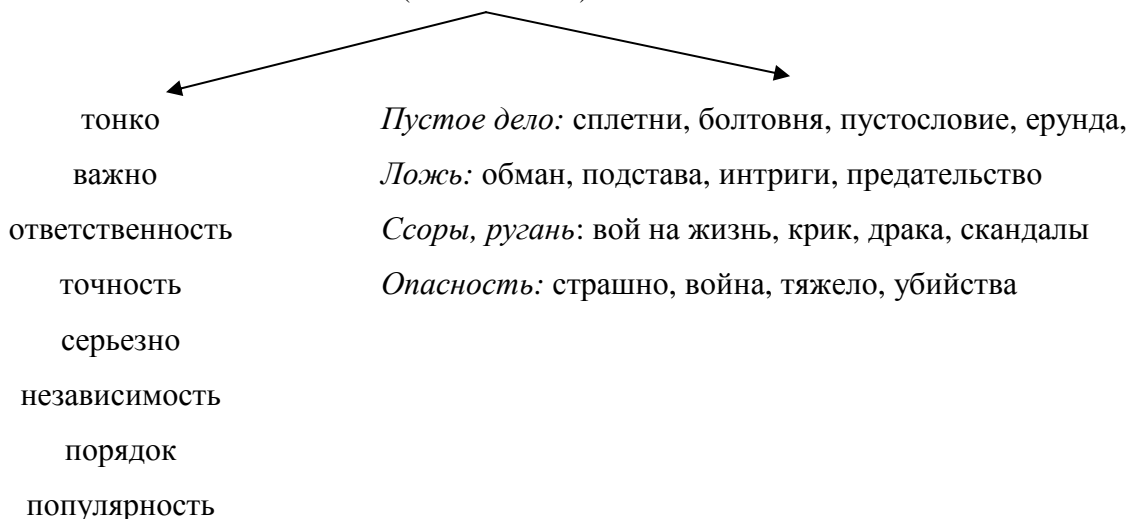 тонко
важно
ответственность
точность
серьезно
независимость
порядок
популярность
Пустое дело: сплетни, болтовня, пустословие, ерунда,
Ложь: обман, подстава, интриги, предательство
Ссоры, ругань: вой на жизнь, крик, драка, скандалы
Опасность: страшно, война, тяжело, убийства